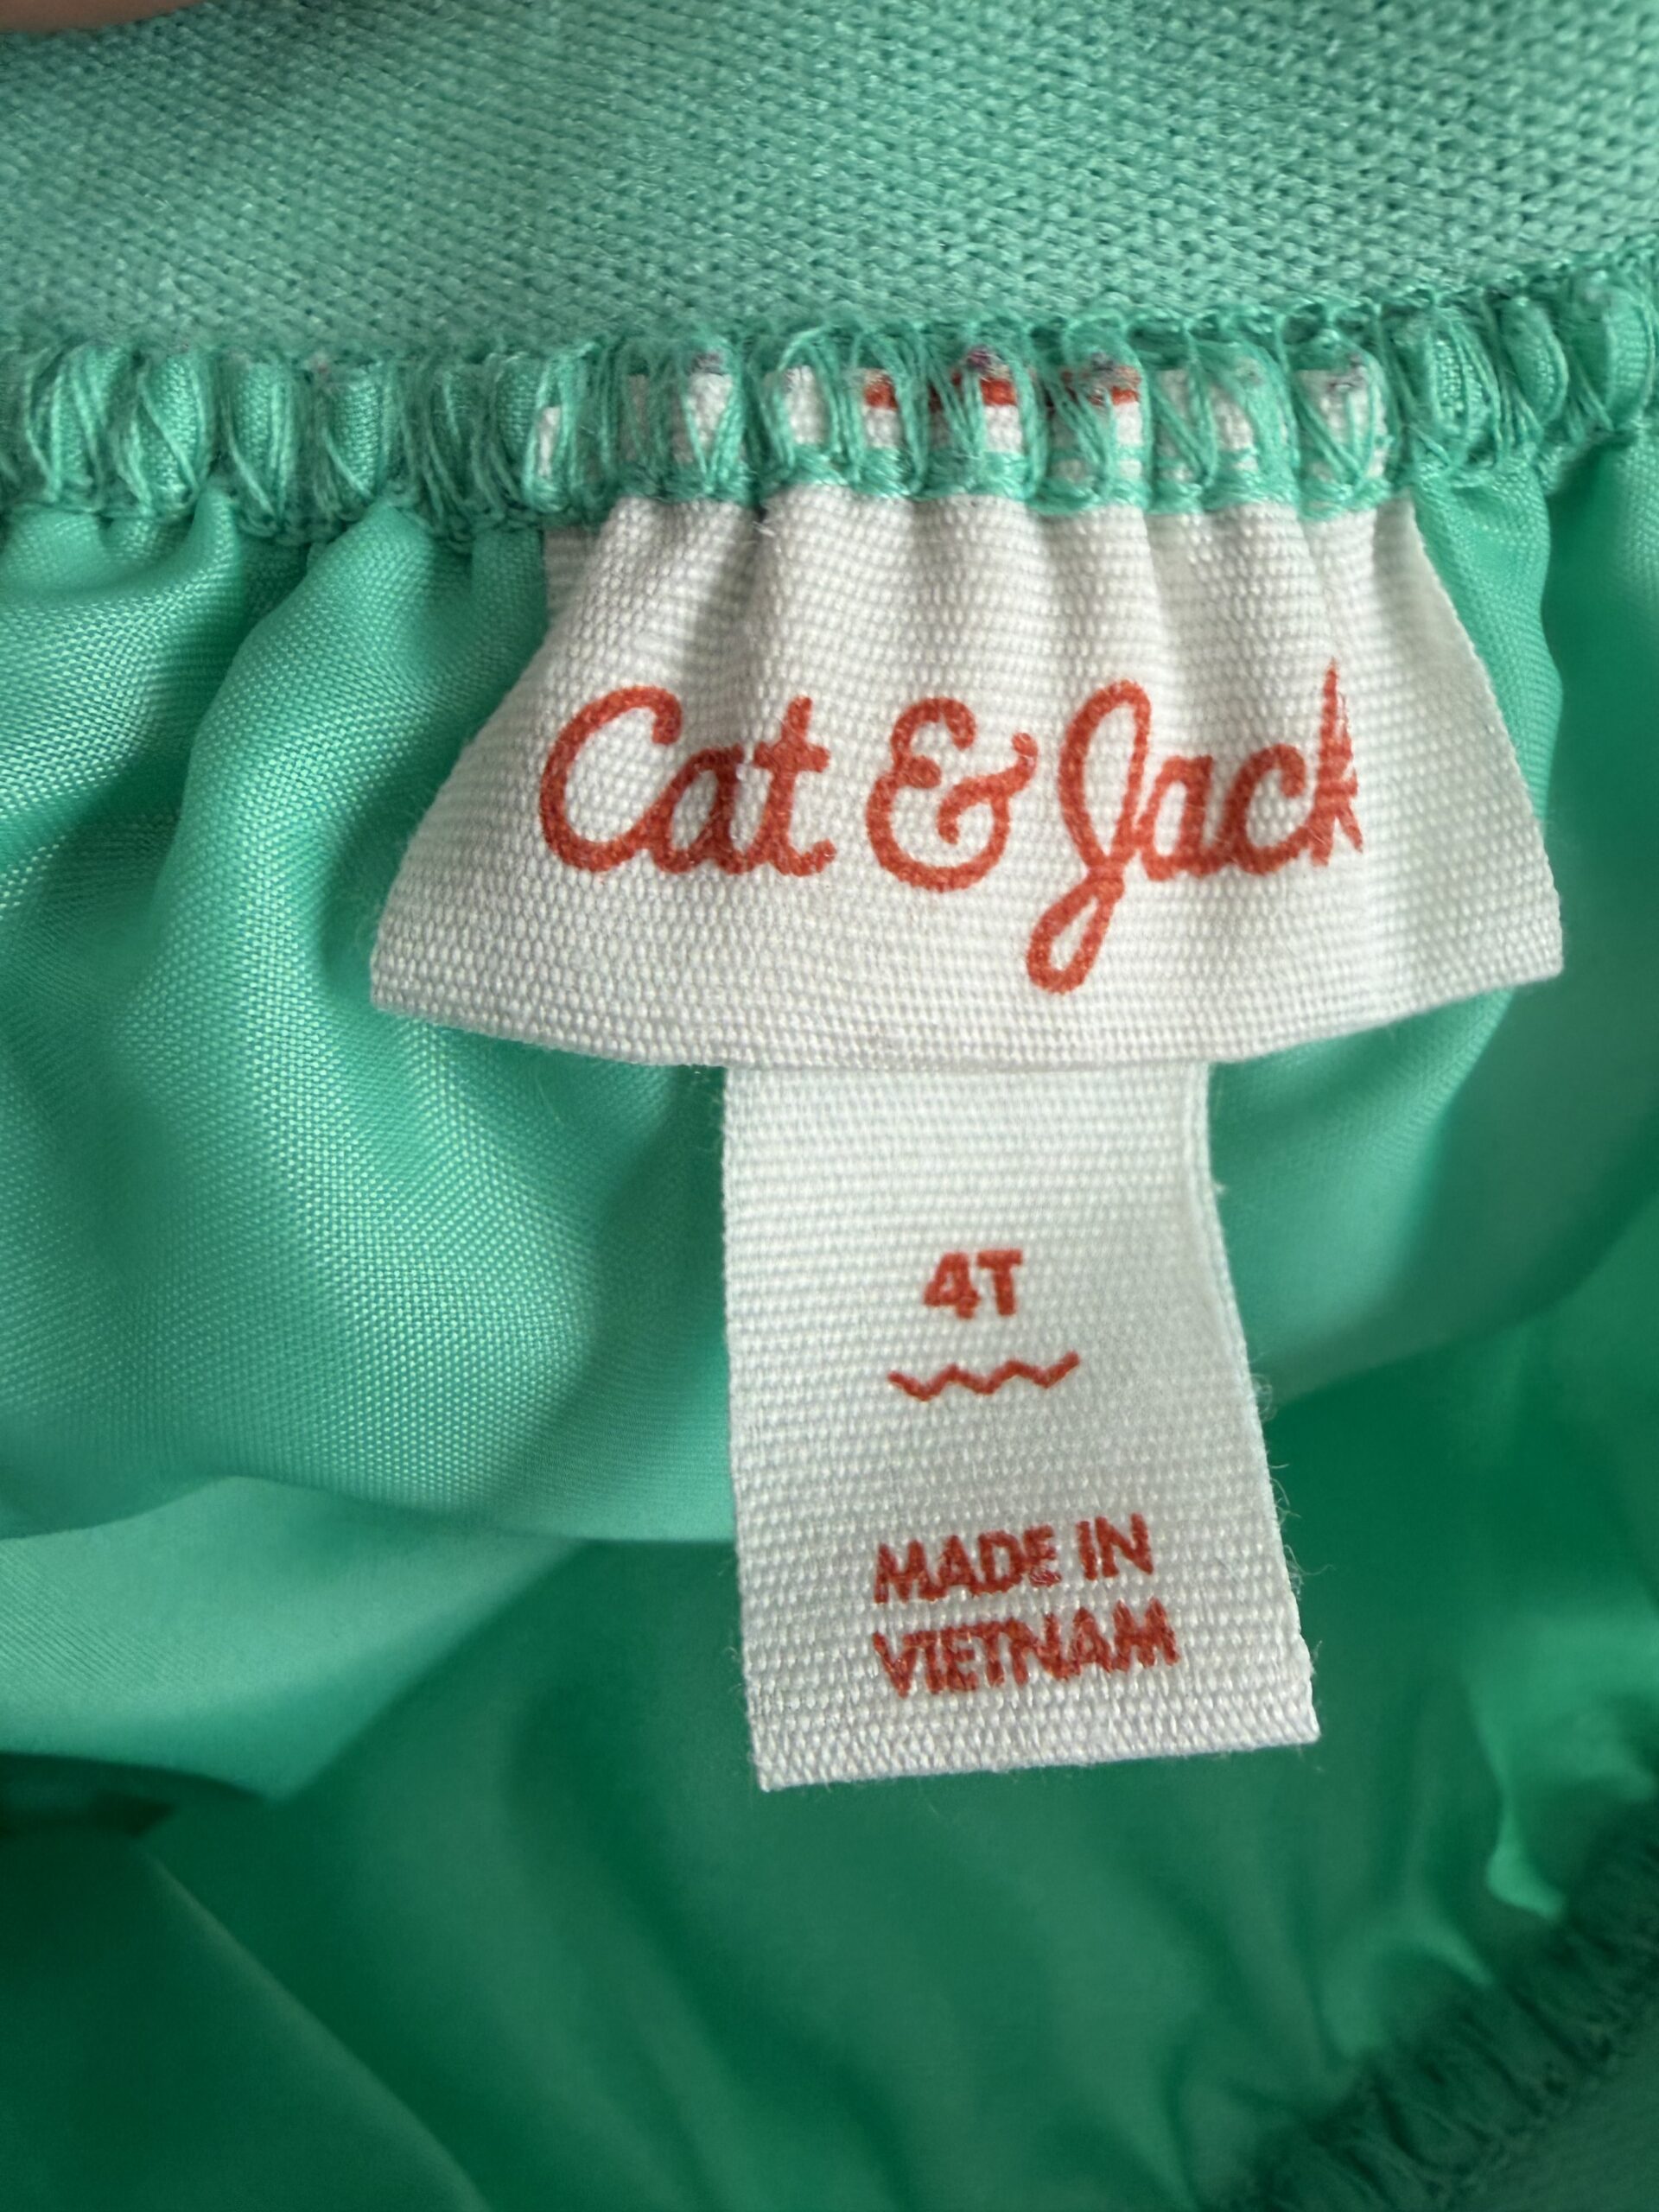 Cat & Jack
4T
MADE IN
VIETNAM